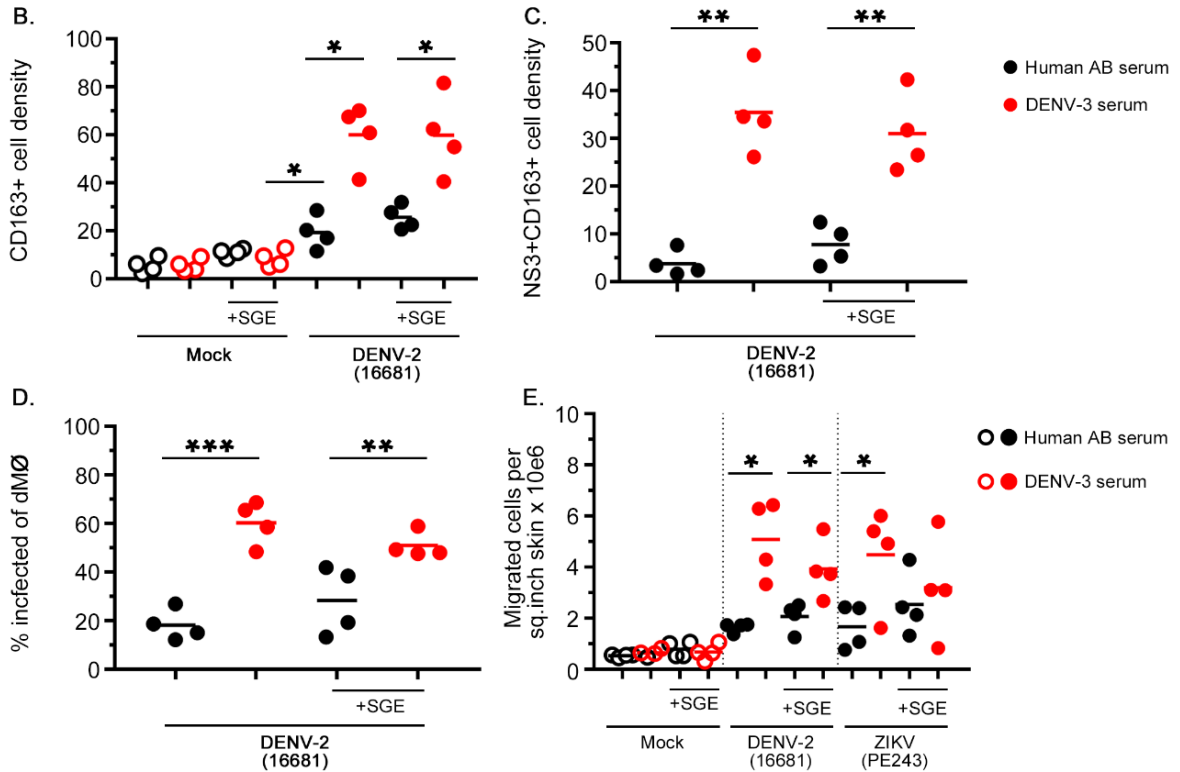 B.
CD163+ cell density
100
80
60
40
20
0
*
*
*
+SGE
+SGE
Mock
DENV-2
(16681)
C.
NS3+CD163+ cell density
50
40
30
20
10
0
**
**
+SGE
DENV-2
(16681)
Human AB serum
DENV-3 serum
D.
% incfected of dMØ
100
80
60
40
20
0
***
**
+SGE
DENV-2
(16681)
E.
Migrated cells per
sq.inch skin x 10e6
10
8
6
4
2
0
*
*
*
+SGE
+SGE
+SGE
Mock
DENV-2
(16681)
ZIKV
(PE243)
Human AB serum
DENV-3 serum